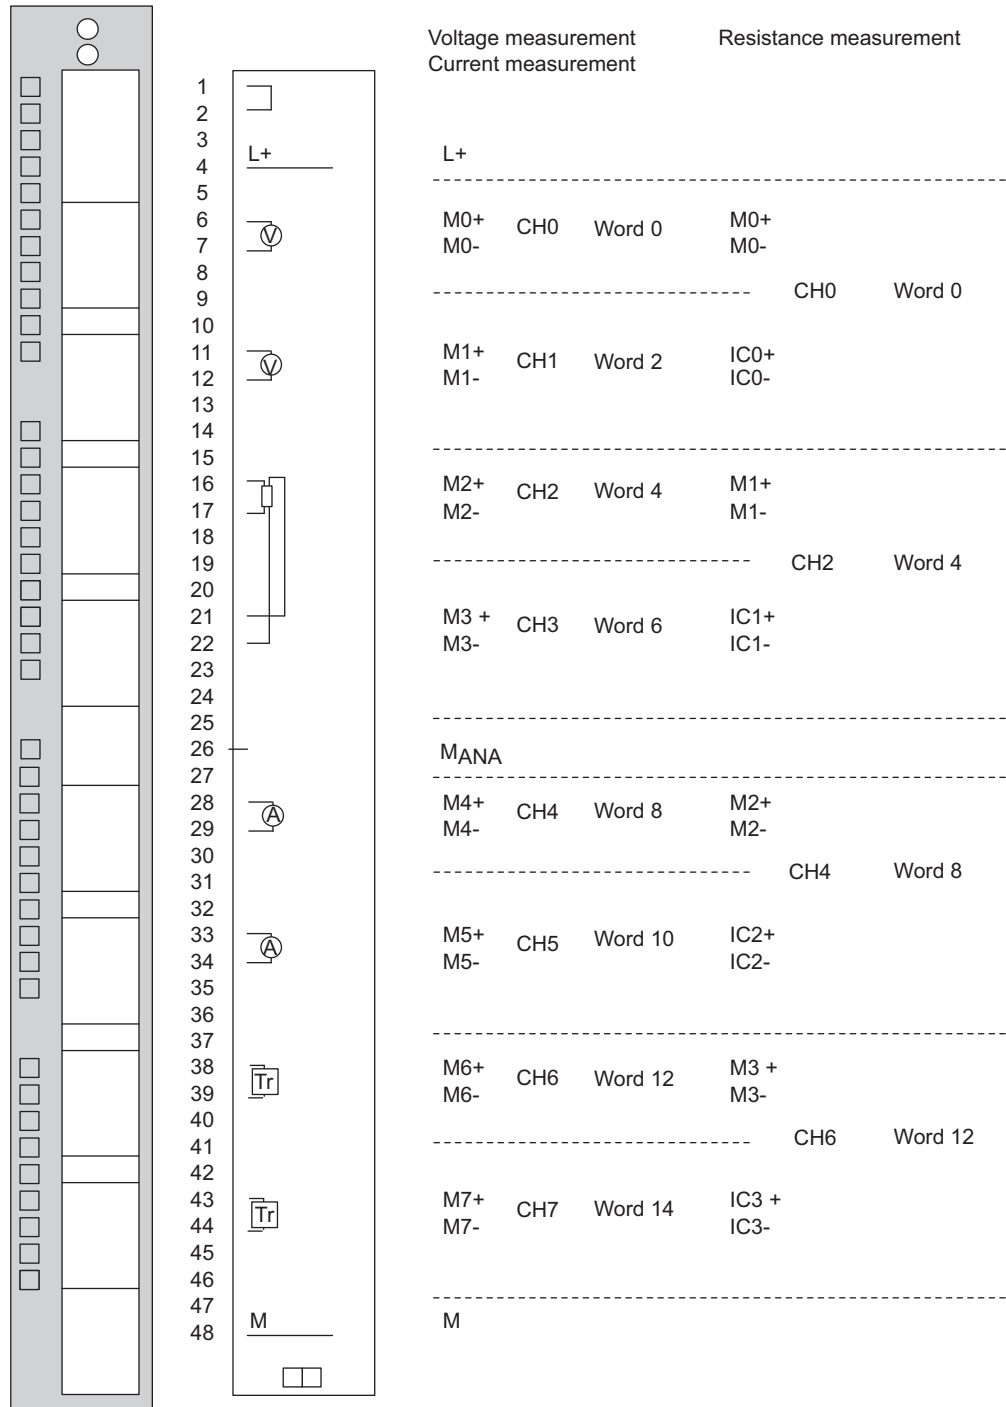 Voltage measurement Resistance measurement
Current measurement
1
2
3
4 L+ L+
5
6 M0+ CH0 Word 0 M0+
7 V M0- M0-
8
9 CH0 Word 0
10
11 M1+ CH1 Word 2 IC0+
12 V M1- IC0-
13
14
15
16 M2+ CH2 Word 4 M1+
17 M2- M1-
18
19 CH2 Word 4
20
21 M3 + CH3 Word 6 IC1+
22 M3- IC1-
23
24
25
26 MANA
27
28 A M4+ CH4 Word 8 M2+
29 M4- M2-
30
31 CH4 Word 8
32
33 A M5+ CH5 Word 10 IC2+
34 M5- IC2-
35
36
37
38 Tr M6+ CH6 Word 12 M3 +
39 M6- M3-
40
41 CH6 Word 12
42
43 Tr M7+ CH7 Word 14 IC3 +
44 M7- IC3-
45
46
47
48 M M